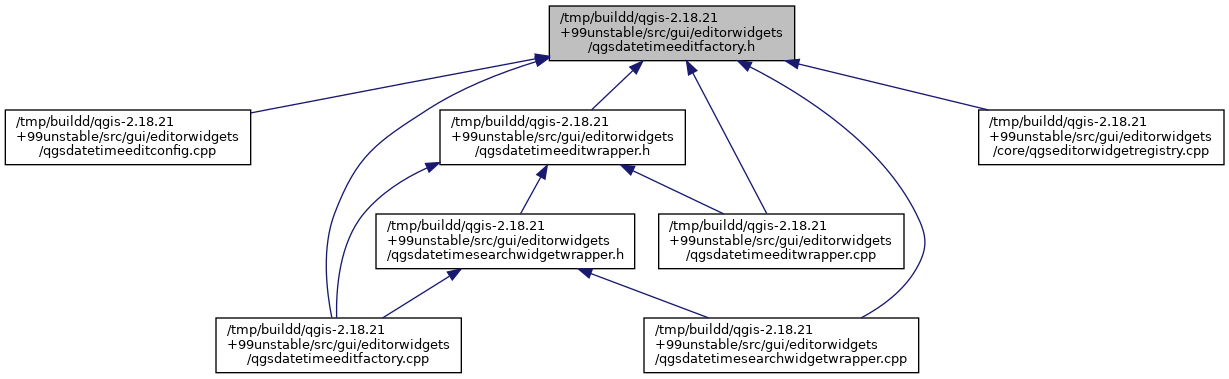 /tmp/buildd/qgis-2.18.21
+99unstable/src/gui/editorwidgets
/qgsdatetimeeditfactory.h
/tmp/buildd/qgis-2.18.21
+99unstable/src/gui/editorwidgets
/qgsdatetimeeditconfig.cpp
/tmp/buildd/qgis-2.18.21
+99unstable/src/gui/editorwidgets
/qgsdatetimeeditwrapper.h
/tmp/buildd/qgis-2.18.21
+99unstable/src/gui/editorwidgets
/core/qgseditorwidgetregistry.cpp
/tmp/buildd/qgis-2.18.21
+99unstable/src/gui/editorwidgets
/qgsdatetimesearchwidgetwrapper.h
/tmp/buildd/qgis-2.18.21
+99unstable/src/gui/editorwidgets
/qgsdatetimeeditwrapper.cpp
/tmp/buildd/qgis-2.18.21
+99unstable/src/gui/editorwidgets
/qgsdatetimeeditfactory.cpp
/tmp/buildd/qgis-2.18.21
+99unstable/src/gui/editorwidgets
/qgsdatetimesearchwidgetwrapper.cpp